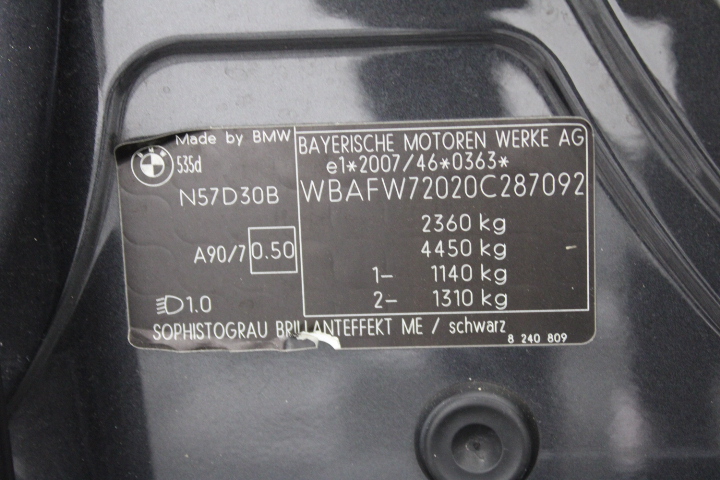 Made by BMW
BMW
535d
N57D30B
A90/7 0.50
1.0
BAYERISCHE MOTOREN WERKE AG
e1*2007/46*0363*
WBAFW72020C287092
2360 kg
4450 kg
1- 1140 kg
2- 1310 kg
SOPHISTOGRAU BRILLANTEFFEKT ME / schwarz
8 240 809